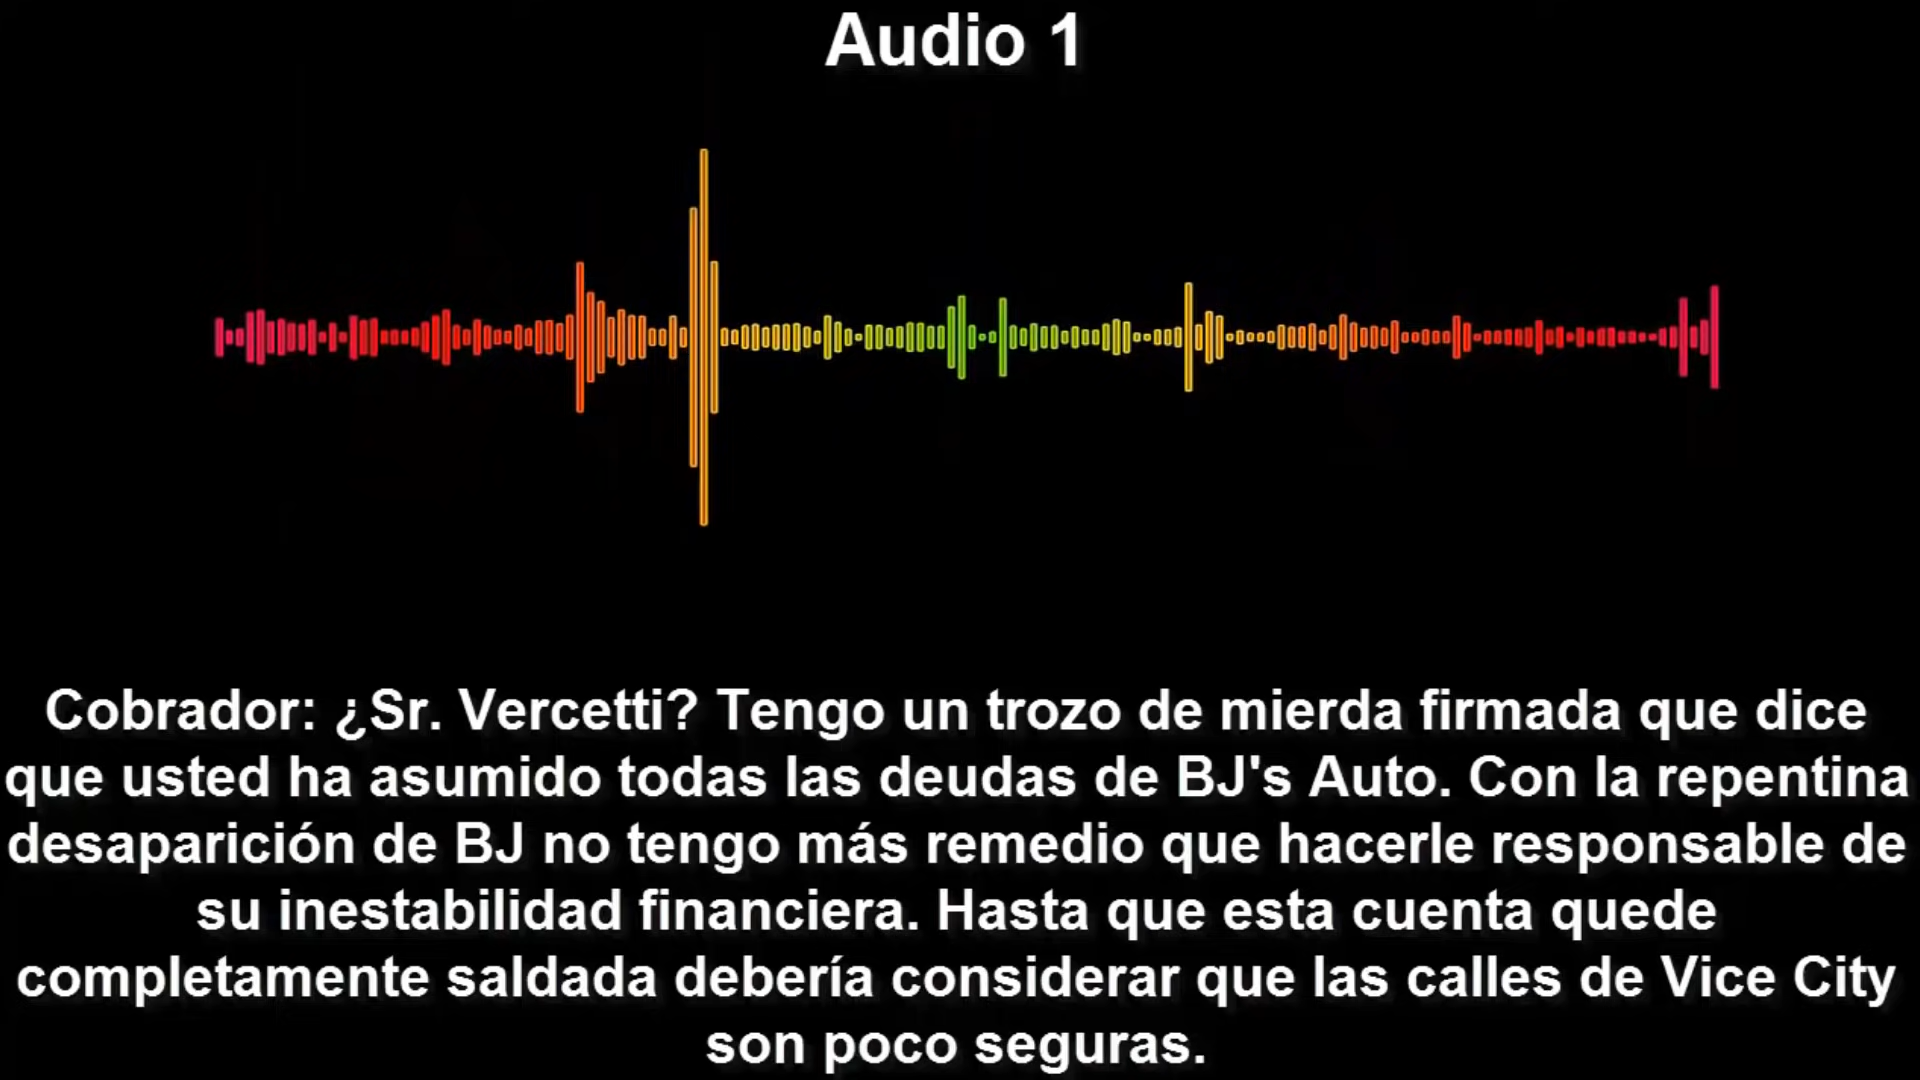 Audio 1
Cobrador: ¿Sr. Vercetti? Tengo un trozo de mierda firmada que dice
que usted ha asumido todas las deudas de BJ's Auto. Con la repentina
desaparición de BJ no tengo más remedio que hacerle responsable de
su inestabilidad financiera. Hasta que esta cuenta quede
completamente saldada debería considerar que las calles de Vice City
son poco seguras.